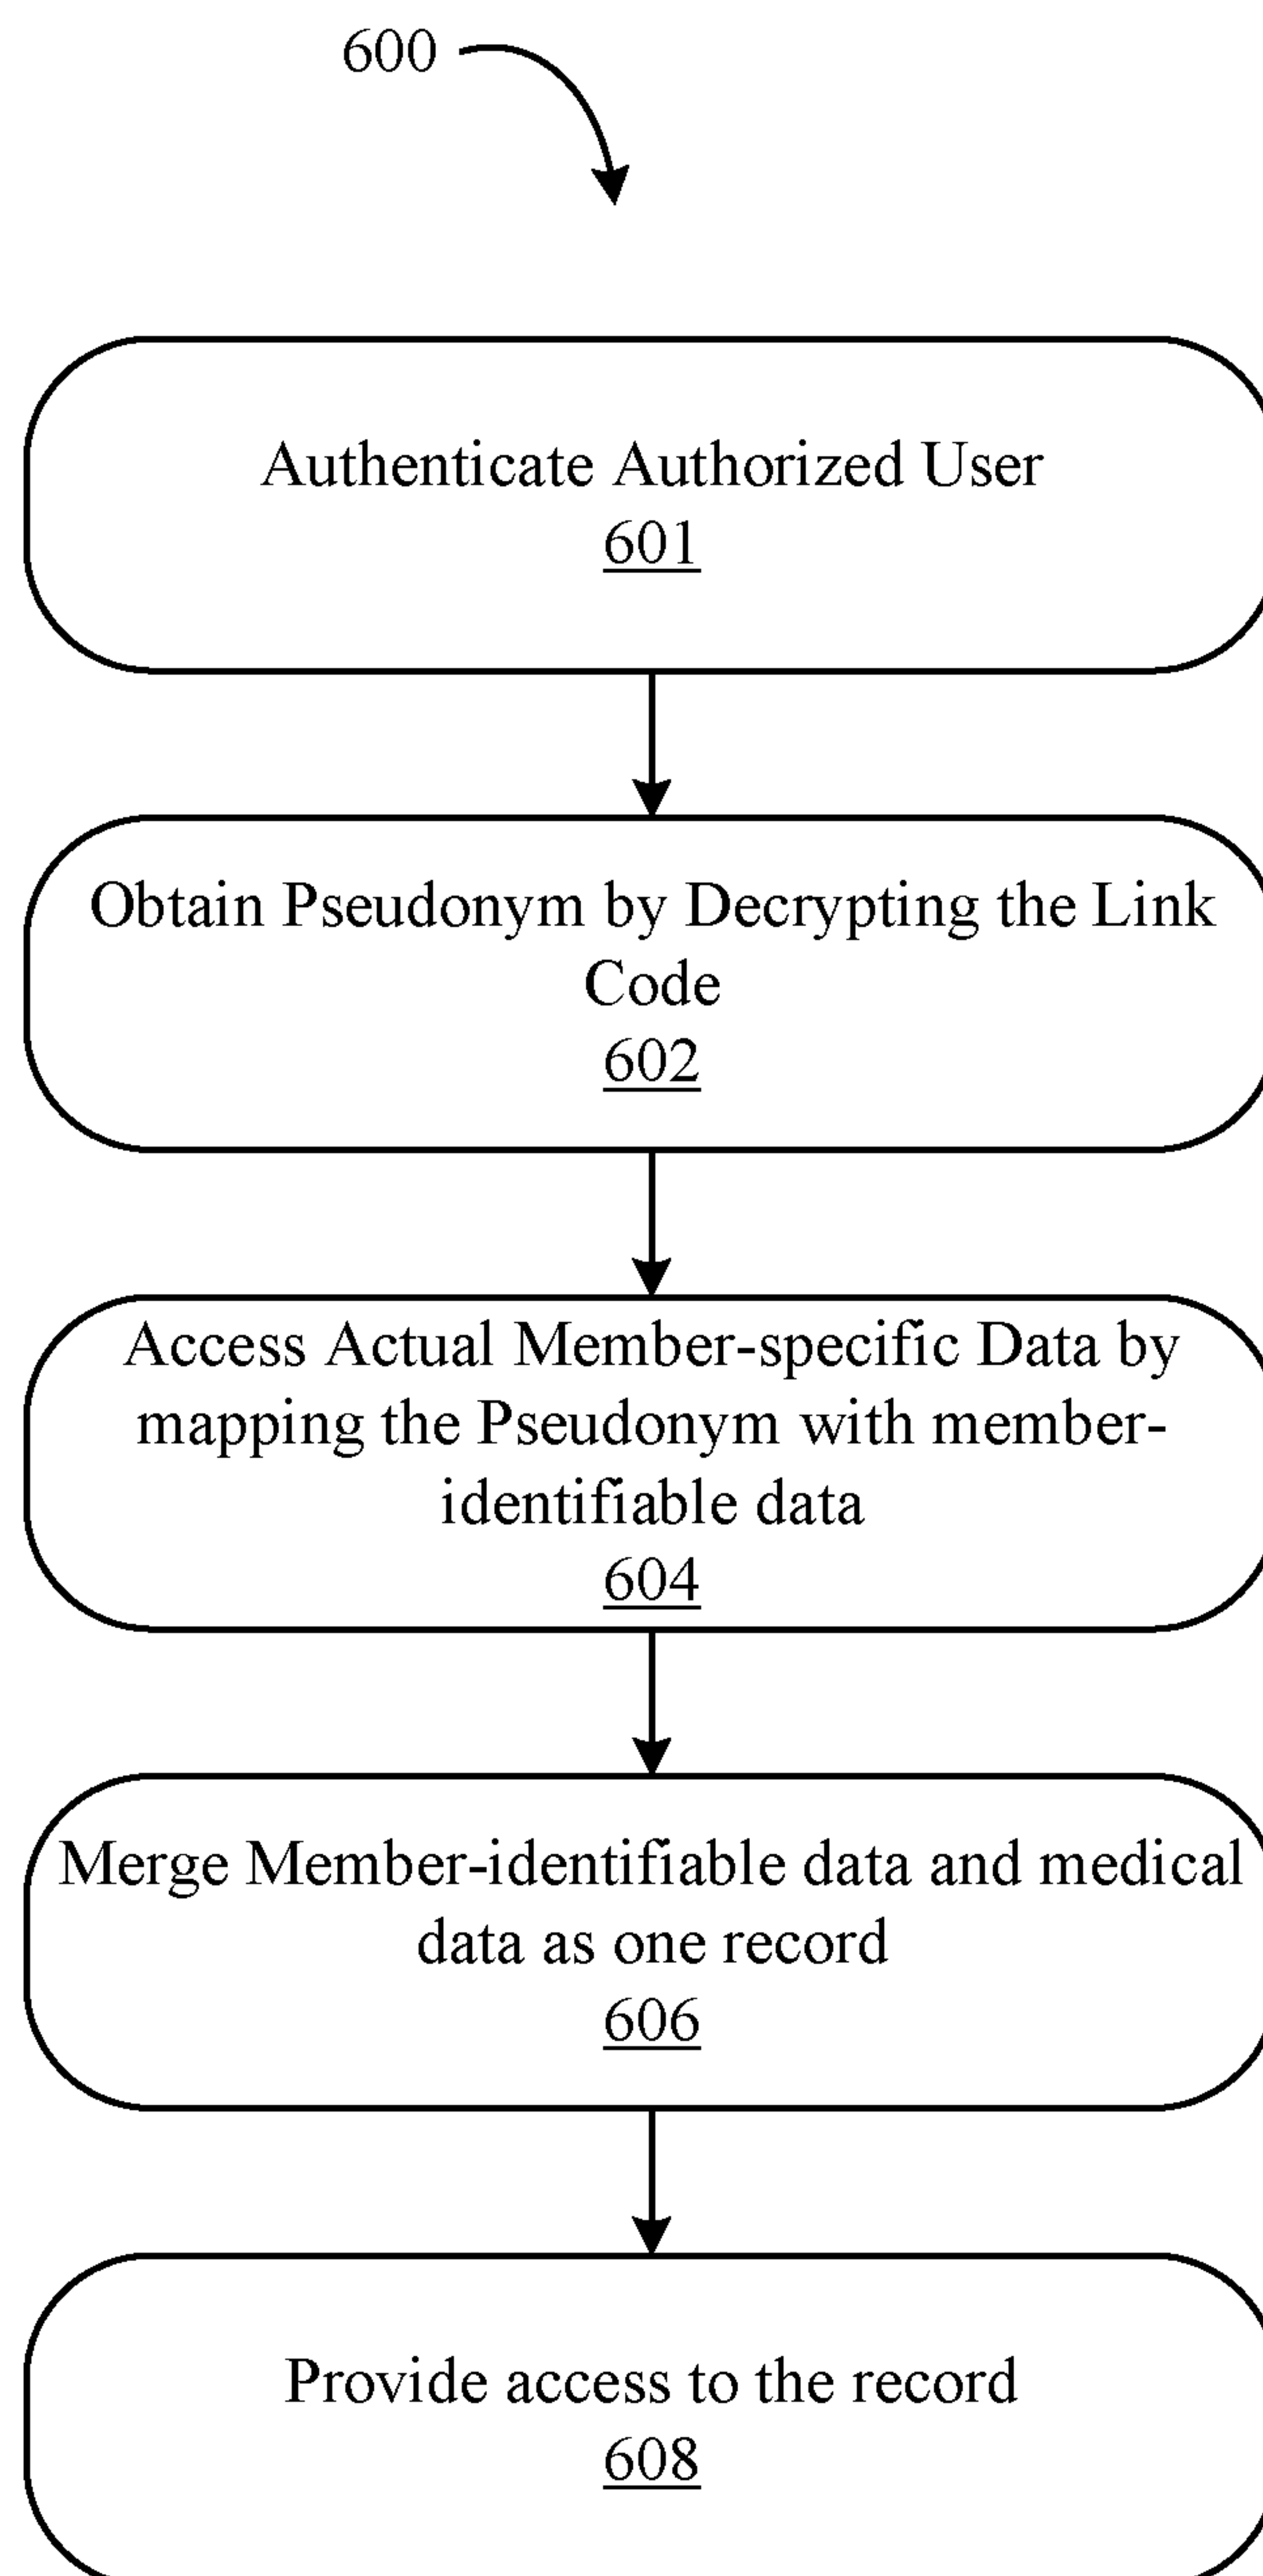 600
Authenticate Authorized User
601
Obtain Pseudonym by Decrypting the Link
Code
602
Access Actual Member-specific Data by
mapping the Pseudonym with member-
identifiable data
604
Merge Member-identifiable data and medical
data as one record
606
Provide access to the record
608